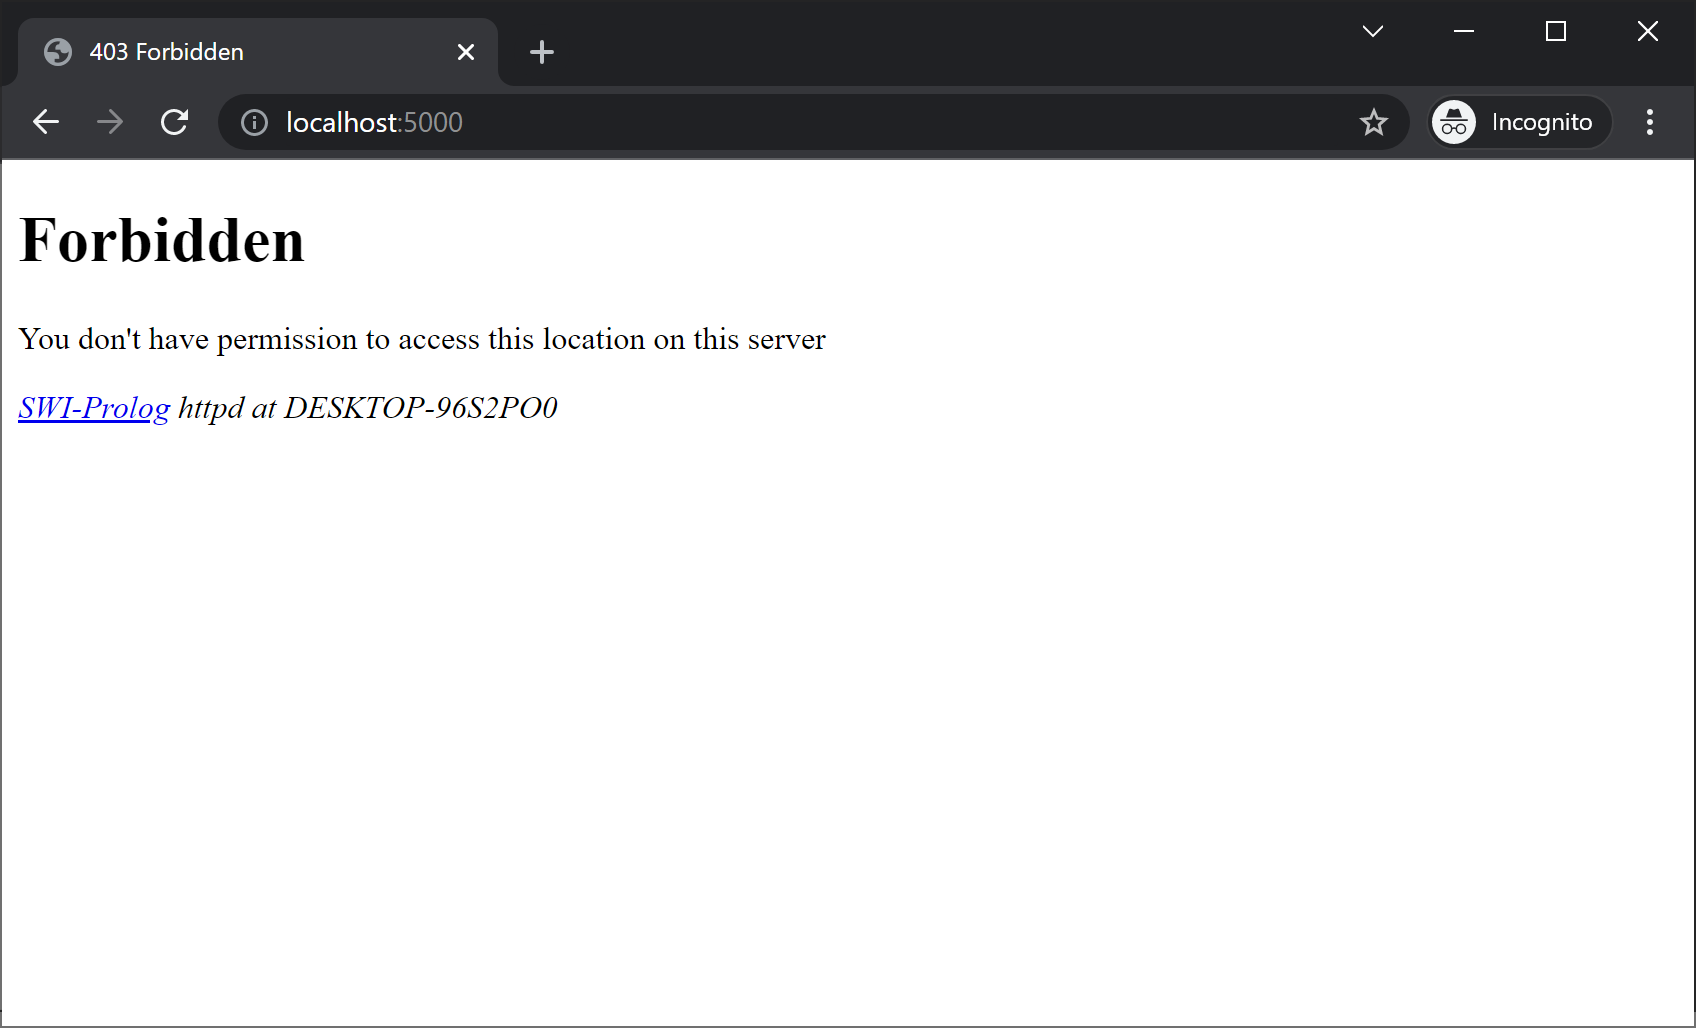 403 Forbidden
localhost:5000
Incognito
Forbidden
You don't have permission to access this location on this server
SWI-Prolog httpd at DESKTOP-96S2PO0